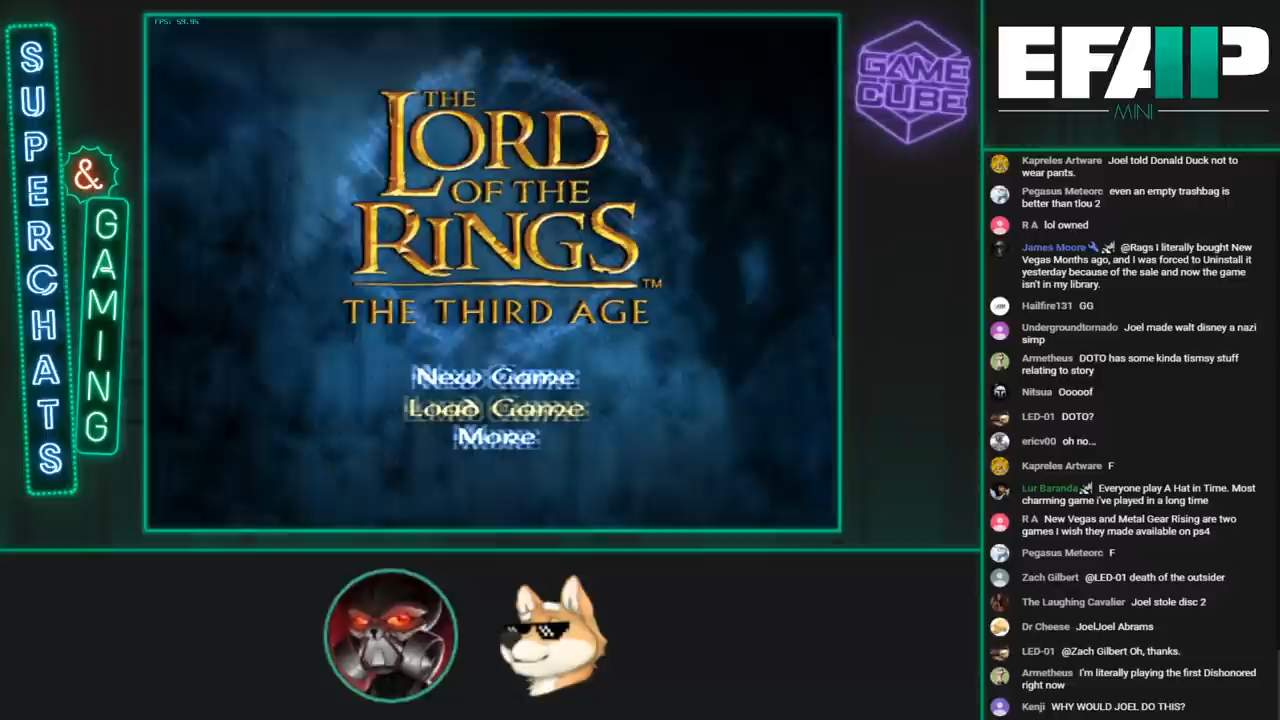 SUPERCHATS
&
GAMING
FPS: 59.95
THE
LORD
OF THE
RINGS
™
THE THIRD AGE
New Game
Load Game
More
GAME
CUBE
EFAP
MINI
Kapreles Artware Joel told Donald Duck not to
wear pants.
Pegasus Meteorc even an empty trashbag is
better than tlou 2
R A lol owned
James Moore @Rags I literally bought New
Vegas Months ago, and I was forced to Uninstall it
yesterday because of the sale and now the game
isn't in my library.
Hailfire131 GG
Undergroundtornado Joel made walt disney a nazi
simp
Armetheus DOTO has some kinda tismsy stuff
relating to story
Nitsua Ooooof
LED-01 DOTO?
ericv00 oh no...
Kapreles Artware F
Lur Baranda Everyone play A Hat in Time. Most
charming game i've played in a long time
R A New Vegas and Metal Gear Rising are two
games I wish they made available on ps4
Pegasus Meteorc F
Zach Gilbert @LED-01 death of the outsider
The Laughing Cavalier Joel stole disc 2
Dr Cheese JoelJoel Abrams
LED-01 @Zach Gilbert Oh, thanks.
Armetheus I'm literally playing the first Dishonored
right now
Kenji WHY WOULD JOEL DO THIS?